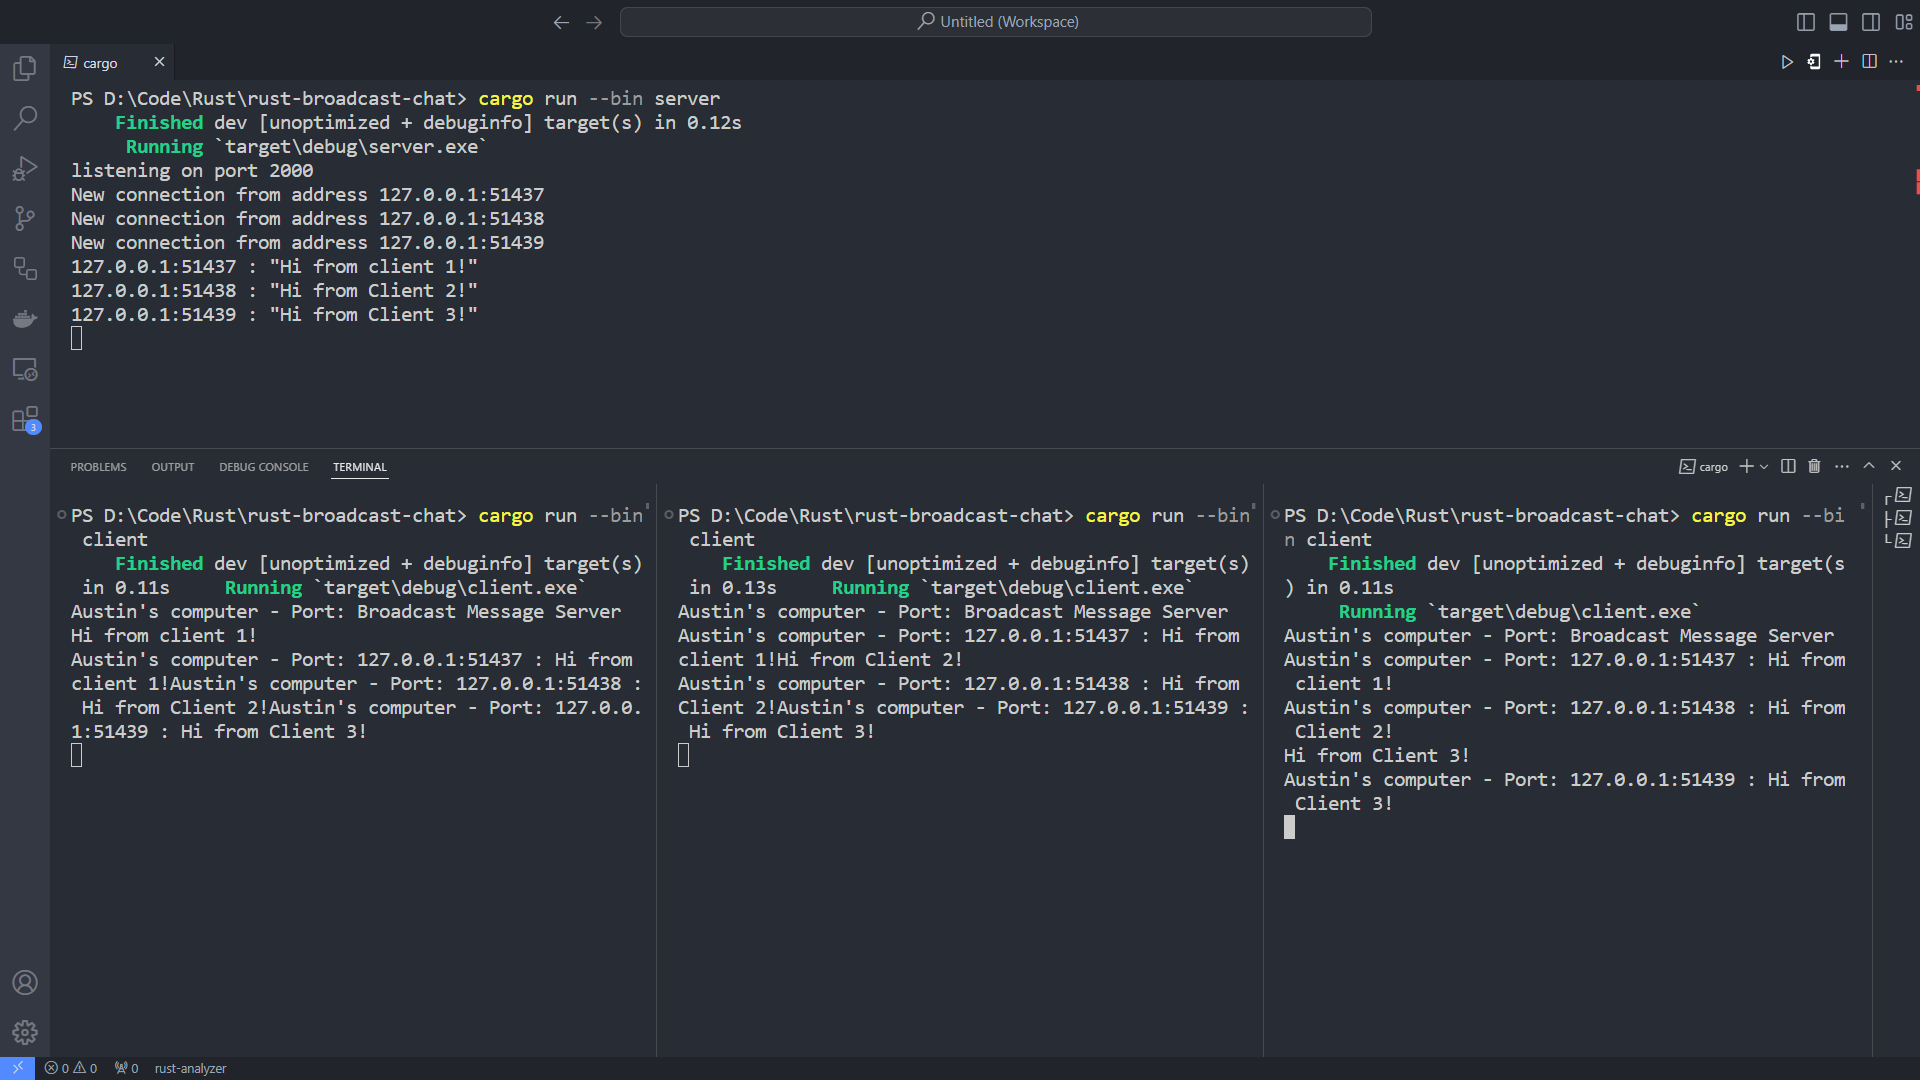 Untitled (Workspace)
cargo
PS D:\Code\Rust\rust-broadcast-chat> cargo run --bin server
    Finished dev [unoptimized + debuginfo] target(s) in 0.12s
     Running `target\debug\server.exe`
listening on port 2000
New connection from address 127.0.0.1:51437
New connection from address 127.0.0.1:51438
New connection from address 127.0.0.1:51439
127.0.0.1:51437 : "Hi from client 1!"
127.0.0.1:51438 : "Hi from Client 2!"
127.0.0.1:51439 : "Hi from Client 3!"
3
PROBLEMS OUTPUT DEBUG CONSOLE TERMINAL
cargo
PS D:\Code\Rust\rust-broadcast-chat> cargo run --bin
 client
    Finished dev [unoptimized + debuginfo] target(s)
 in 0.11s     Running `target\debug\client.exe`
Austin's computer - Port: Broadcast Message Server
Hi from client 1!
Austin's computer - Port: 127.0.0.1:51437 : Hi from
client 1!Austin's computer - Port: 127.0.0.1:51438 :
 Hi from Client 2!Austin's computer - Port: 127.0.0.
1:51439 : Hi from Client 3!
PS D:\Code\Rust\rust-broadcast-chat> cargo run --bin
 client
    Finished dev [unoptimized + debuginfo] target(s)
 in 0.13s     Running `target\debug\client.exe`
Austin's computer - Port: Broadcast Message Server
Austin's computer - Port: 127.0.0.1:51437 : Hi from
client 1!Hi from Client 2!
Austin's computer - Port: 127.0.0.1:51438 : Hi from
Client 2!Austin's computer - Port: 127.0.0.1:51439 :
 Hi from Client 3!
PS D:\Code\Rust\rust-broadcast-chat> cargo run --bi
n client
    Finished dev [unoptimized + debuginfo] target(s
) in 0.11s
     Running `target\debug\client.exe`
Austin's computer - Port: Broadcast Message Server
Austin's computer - Port: 127.0.0.1:51437 : Hi from
 client 1!
Austin's computer - Port: 127.0.0.1:51438 : Hi from
 Client 2!
Hi from Client 3!
Austin's computer - Port: 127.0.0.1:51439 : Hi from
 Client 3!
0 0 0 rust-analyzer